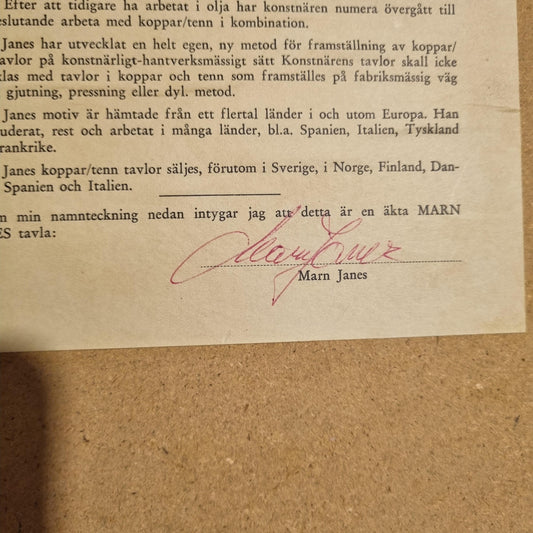 Efter att tidigare ha arbetat i olja har konstnären numera övergått till
eslutande arbeta med koppar/tenn i kombination.
Janes har utvecklat en helt egen, ny metod för framställning av koppar/
avlor på konstnärligt-hantverksmässigt sätt Konstnärens tavlor skall icke
las med tavlor i koppar och tenn som framställes på fabriksmässig väg
gjutning, pressning eller dyl. metod.
Janes motiv är hämtade från ett flertal länder i och utom Europa. Han
uderat, rest och arbetat i många länder, bl.a. Spanien, Italien, Tyskland
rankrike.
Janes koppar/tenn tavlor säljes, förutom i Sverige, i Norge, Finland, Dan-
Spanien och Italien.
m min namnteckning nedan intygar jag att detta är en äkta MARN
ES tavla:
Marn Janes
Marn Janes